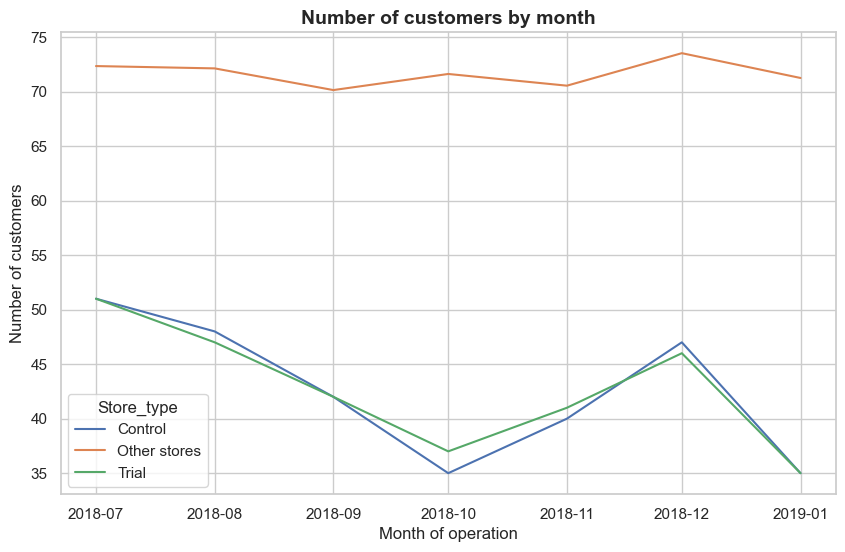 Number of customers by month
Number of customers
75
70
65
60
55
50
45
40
35
Store_type
Control
Other stores
Trial
2018-07 2018-08 2018-09 2018-10 2018-11 2018-12 2019-01
Month of operation